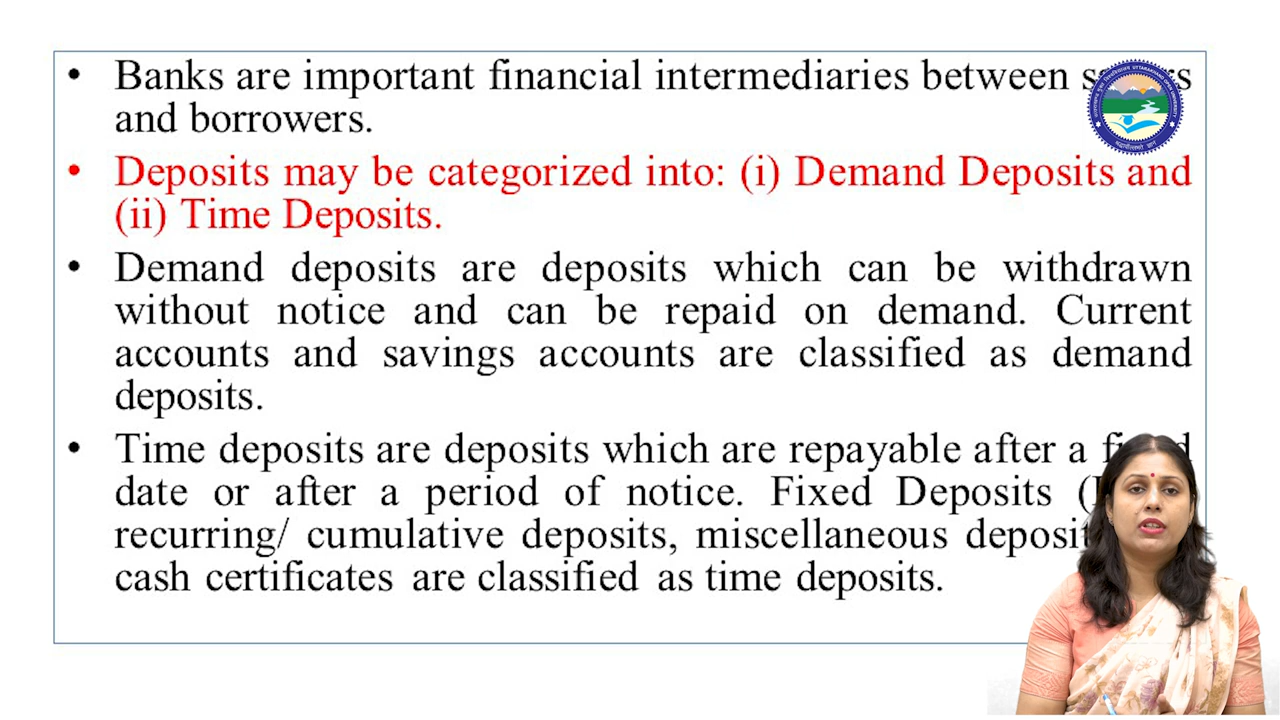 • Banks are important financial intermediaries between
and borrowers.
• Deposits may be categorized into: (i) Demand Deposits and
(ii) Time Deposits.
• Demand deposits are deposits which can be withdrawn
without notice and can be repaid on demand. Current
accounts and savings accounts are classified as demand
deposits.
• Time deposits are deposits which are repayable after a
date or after a period of notice. Fixed Deposits
recurring/ cumulative deposits, miscellaneous
cash certificates are classified as time deposits.